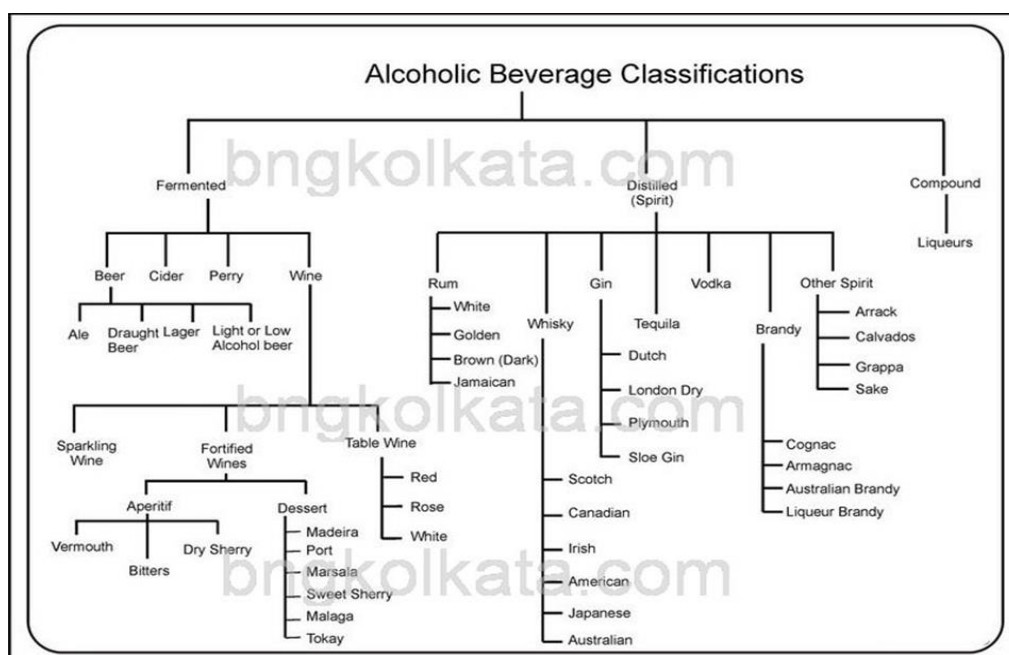 Alcoholic Beverage Classifications
bngkolkata.com
Fermented
Distilled
(Spirit)
Compound
Liqueurs
Beer
Cider
Perry
Wine
Ale
Draught
Beer
Lager
Light or Low
Alcohol beer
Sparkling
Wine
Fortified
Wines
Table Wine
Red
Rose
White
Aperitif
Vermouth
Bitters
Dry Sherry
Dessert
Madeira
Port
Marsala
Sweet Sherry
Malaga
Tokay
Rum
White
Golden
Brown (Dark)
Jamaican
Whisky
Scotch
Canadian
Irish
American
Japanese
Australian
Gin
Dutch
London Dry
Plymouth
Sloe Gin
Tequila
Vodka
Brandy
Cognac
Armagnac
Australian Brandy
Liqueur Brandy
Other Spirit
Arrack
Calvados
Grappa
Sake
bngkolkata.com
bngkolkata.com